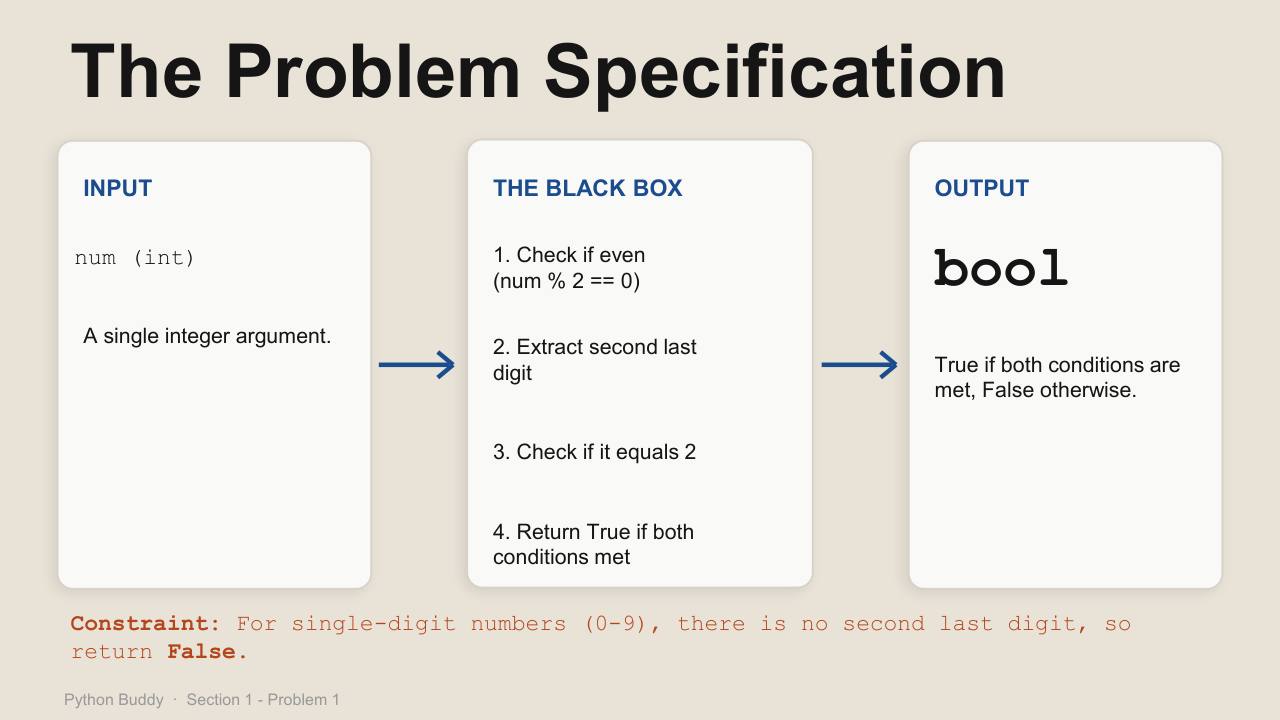 The Problem Specification
INPUT
num (int)
A single integer argument.
THE BLACK BOX
1. Check if even
(num % 2 == 0)
2. Extract second last
digit
3. Check if it equals 2
4. Return True if both
conditions met
OUTPUT
bool
True if both conditions are
met, False otherwise.
Constraint: For single-digit numbers (0-9), there is no second last digit, so
return False.
Python Buddy · Section 1 - Problem 1